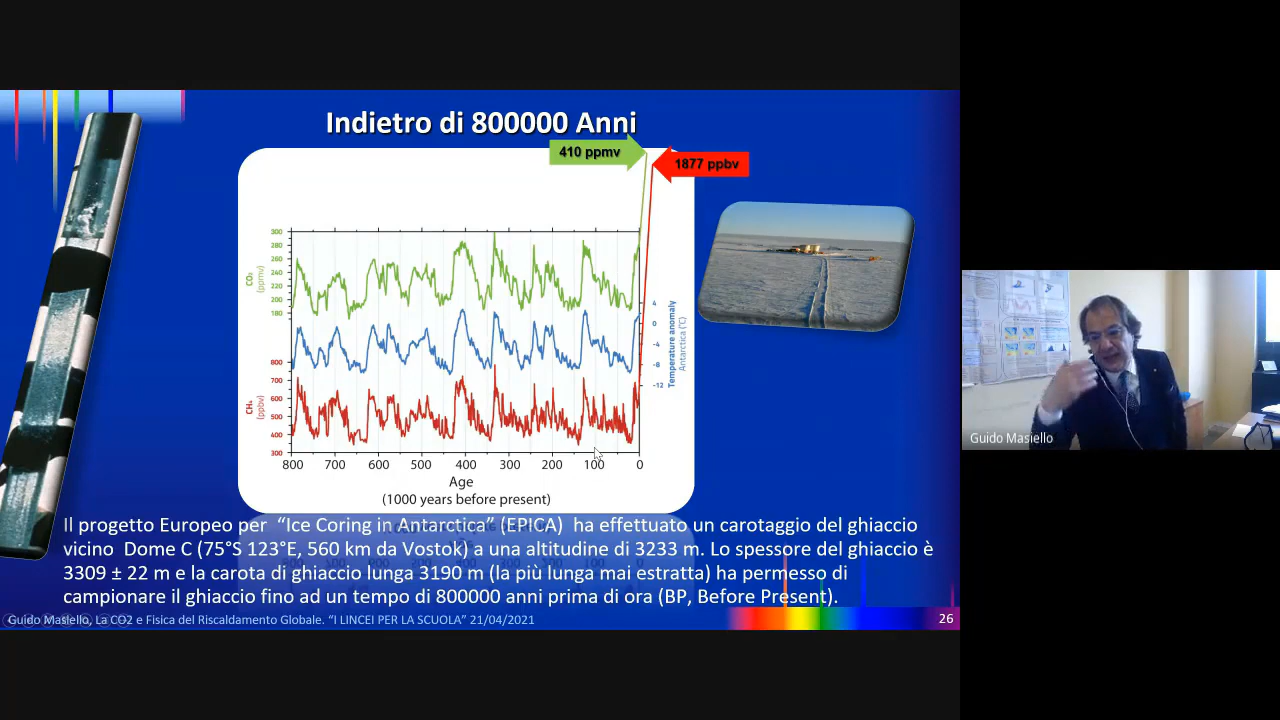 Indietro di 800000 Anni
410 ppmv
1877 ppbv
300
280
260
240
220
200
180
CO₂
(ppmv)
4
0
-4
-8
-12
Temperature anomaly
Antarctica (°C)
800
700
600
500
400
300
CH₄
(ppbv)
800 700 600 500 400 300 200 100 0
Age
(1000 years before present)
Il progetto Europeo per “Ice Coring in Antarctica” (EPICA) ha effettuato un carotaggio del ghiaccio
vicino Dome C (75°S 123°E, 560 km da Vostok) a una altitudine di 3233 m. Lo spessore del ghiaccio è
3309 ± 22 m e la carota di ghiaccio lunga 3190 m (la più lunga mai estratta) ha permesso di
campionare il ghiaccio fino ad un tempo di 800000 anni prima di ora (BP, Before Present).
Guido Masiello, La CO2 e Fisica del Riscaldamento Globale. “I LINCEI PER LA SCUOLA” 21/04/2021
26
Guido Masiello